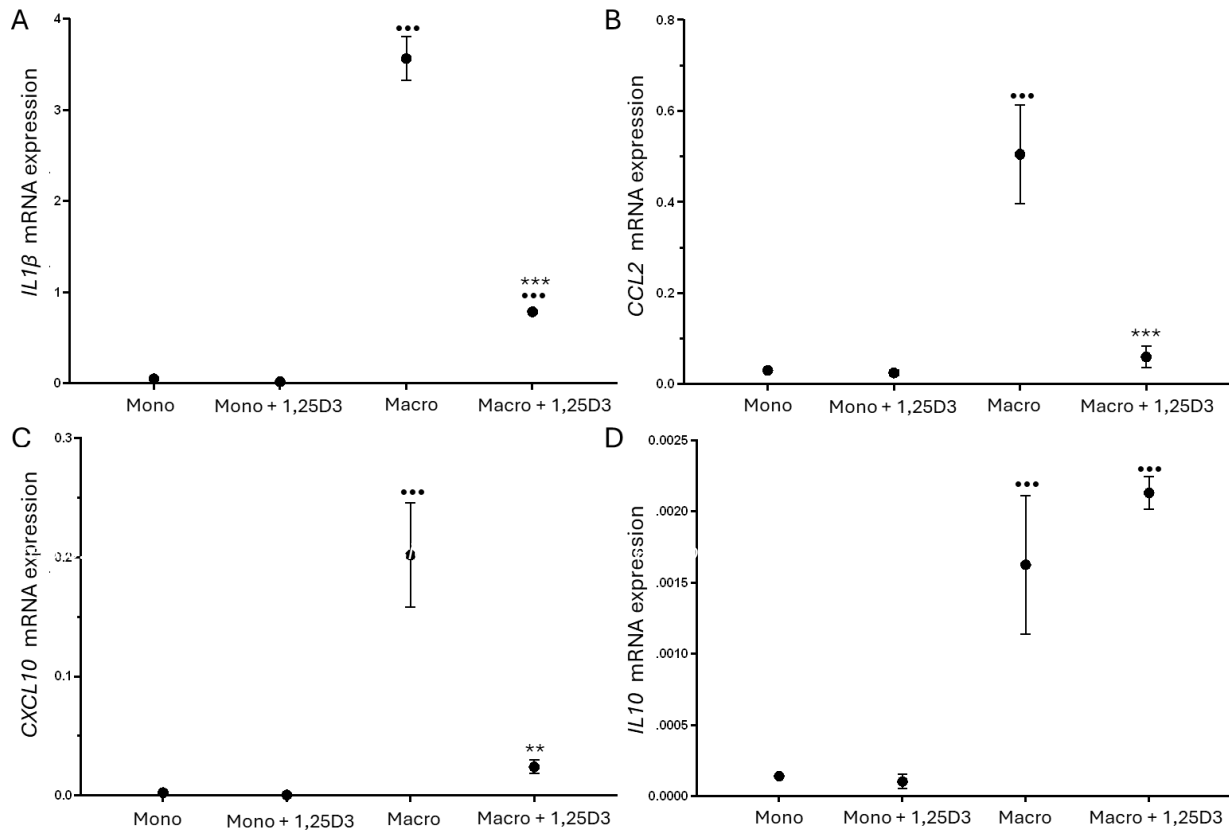 A
IL1β mRNA expression
4
3
2
1
0
•••
***
•••
Mono
Mono + 1,25D3
Macro
Macro + 1,25D3
B
CCL2 mRNA expression
0.8
0.6
0.4
0.2
0.0
•••
***
Mono
Mono + 1,25D3
Macro
Macro + 1,25D3
C
CXCL10 mRNA expression
0.3
0.2
0.1
0.0
•••
**
Mono
Mono + 1,25D3
Macro
Macro + 1,25D3
D
IL10 mRNA expression
0.0025
.0020
.0015
.0010
.0005
0.0000
•••
•••
Mono
Mono + 1,25D3
Macro
Macro + 1,25D3